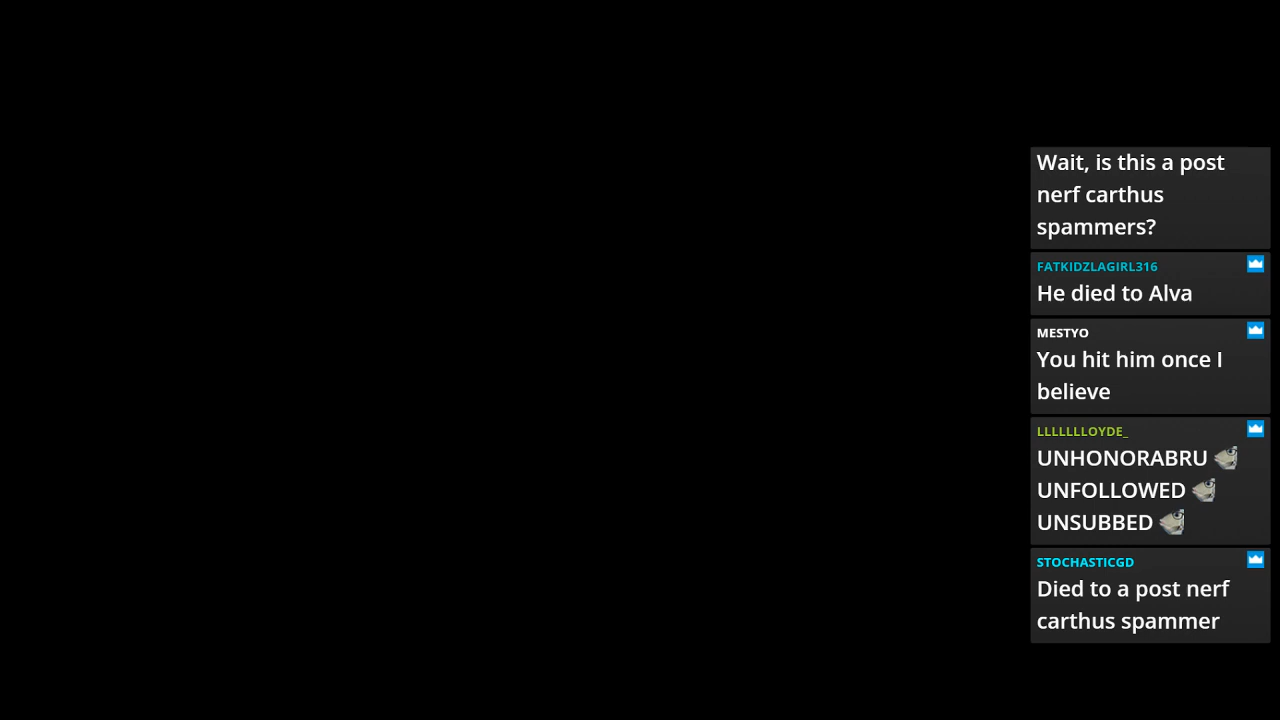 Wait, is this a post
nerf carthus
spammers?
FATKIDZLAGIRL316
He died to Alva
MESTYO
You hit him once I
believe
LLLLLLLOYDE_
UNHONORABRU
UNFOLLOWED
UNSUBBED
STOCHASTICGD
Died to a post nerf
carthus spammer